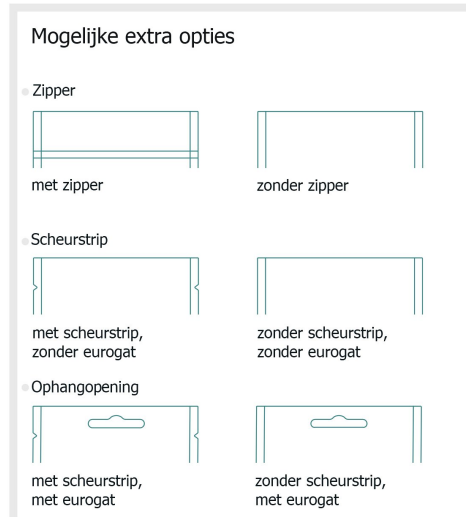 Mogelijke extra opties
Zipper
met zipper
zonder zipper
Scheurstrip
met scheurstrip,
zonder eurogat
zonder scheurstrip,
zonder eurogat
Ophangopening
met scheurstrip,
met eurogat
zonder scheurstrip,
met eurogat